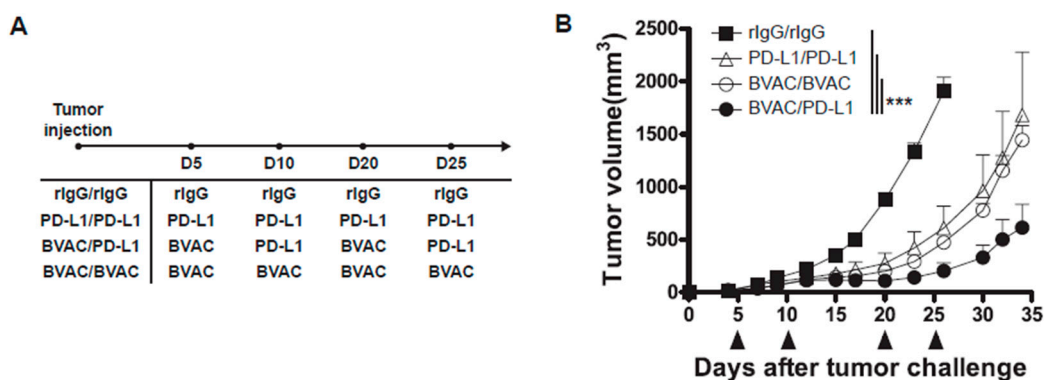 A
Tumor
injection
D5 D10 D20 D25
rIgG/rIgG rIgG rIgG rIgG rIgG
PD-L1/PD-L1 PD-L1 PD-L1 PD-L1 PD-L1
BVAC/PD-L1 BVAC PD-L1 BVAC PD-L1
BVAC/BVAC BVAC BVAC BVAC BVAC
B
Tumor volume(mm³)
2500
2000
1500
1000
500
0
rIgG/rIgG
PD-L1/PD-L1
BVAC/BVAC
BVAC/PD-L1
***
0 5 10 15 20 25 30 35
Days after tumor challenge